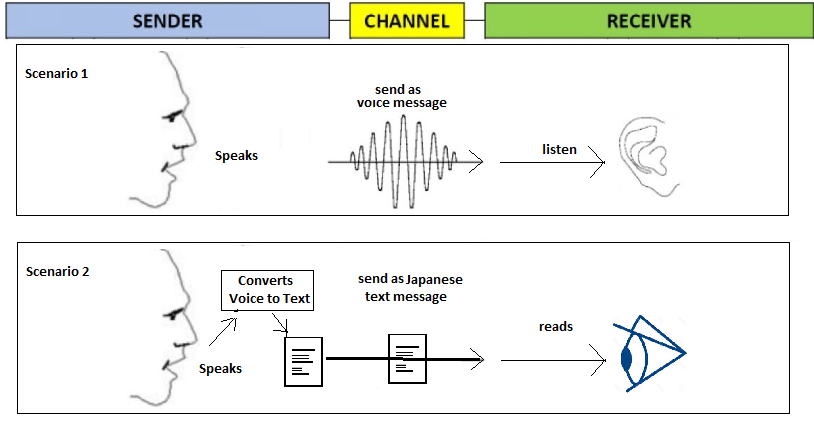 SENDER
CHANNEL
RECEIVER
Scenario 1
send as
voice message
Speaks
listen
Scenario 2
Converts
Voice to Text
send as Japanese
text message
reads
Speaks